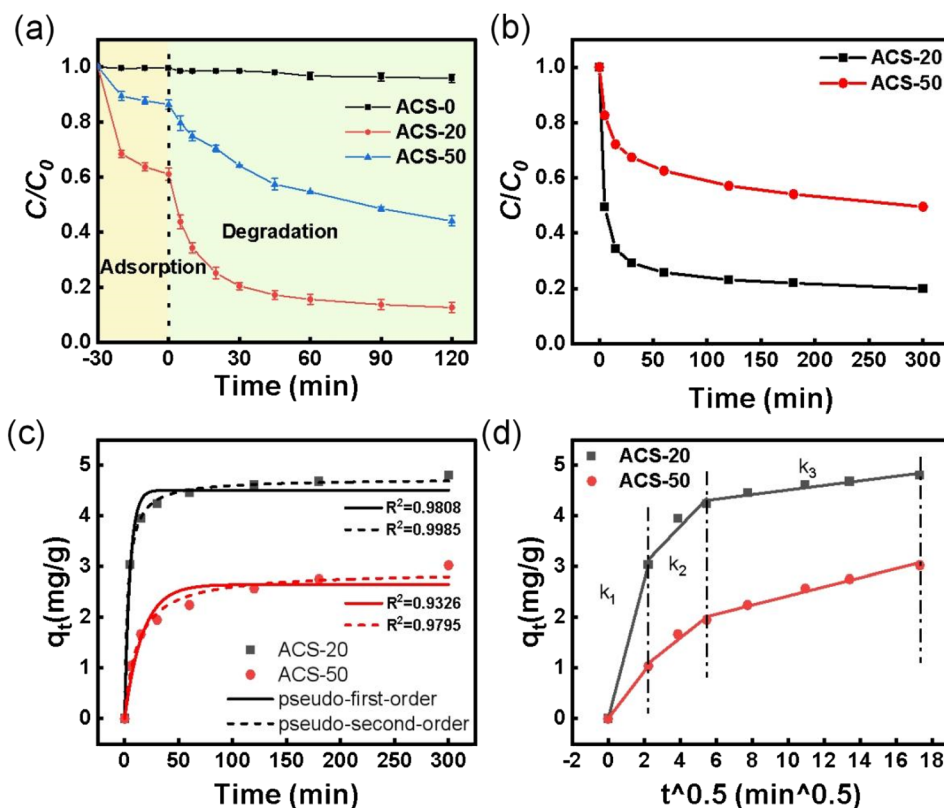 (a)
C/C0
1.0
0.8
0.6
0.4
0.2
0.0
ACS-0
ACS-20
ACS-50
Degradation
Adsorption
-30 0 30 60 90 120
Time (min)
(b)
C/C0
1.0
0.8
0.6
0.4
0.2
0.0
ACS-20
ACS-50
0 50 100 150 200 250 300
Time (min)
(c)
qt(mg/g)
6
5
4
3
2
1
0
R²=0.9808
R²=0.9985
R²=0.9326
R²=0.9795
ACS-20
ACS-50
pseudo-first-order
pseudo-second-order
0 50 100 150 200 250 300
Time (min)
(d)
qt(mg/g)
6
5
4
3
2
1
0
ACS-20
ACS-50
k1
k2
k3
-2 0 2 4 6 8 10 12 14 16 18
t^0.5 (min^0.5)